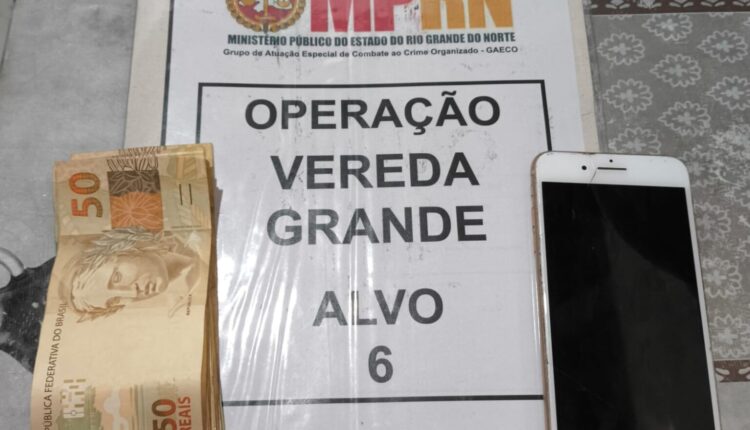 MPRN
MINISTÉRIO PÚBLICO DO ESTADO DO RIO GRANDE DO NORTE
Grupo de Atuação Especial de Combate ao Crime Organizado - GAECO
OPERAÇÃO
VEREDA
GRANDE
ALVO
6
50
PÚBLICA FEDERATIVA DO BRASIL
50
REAIS